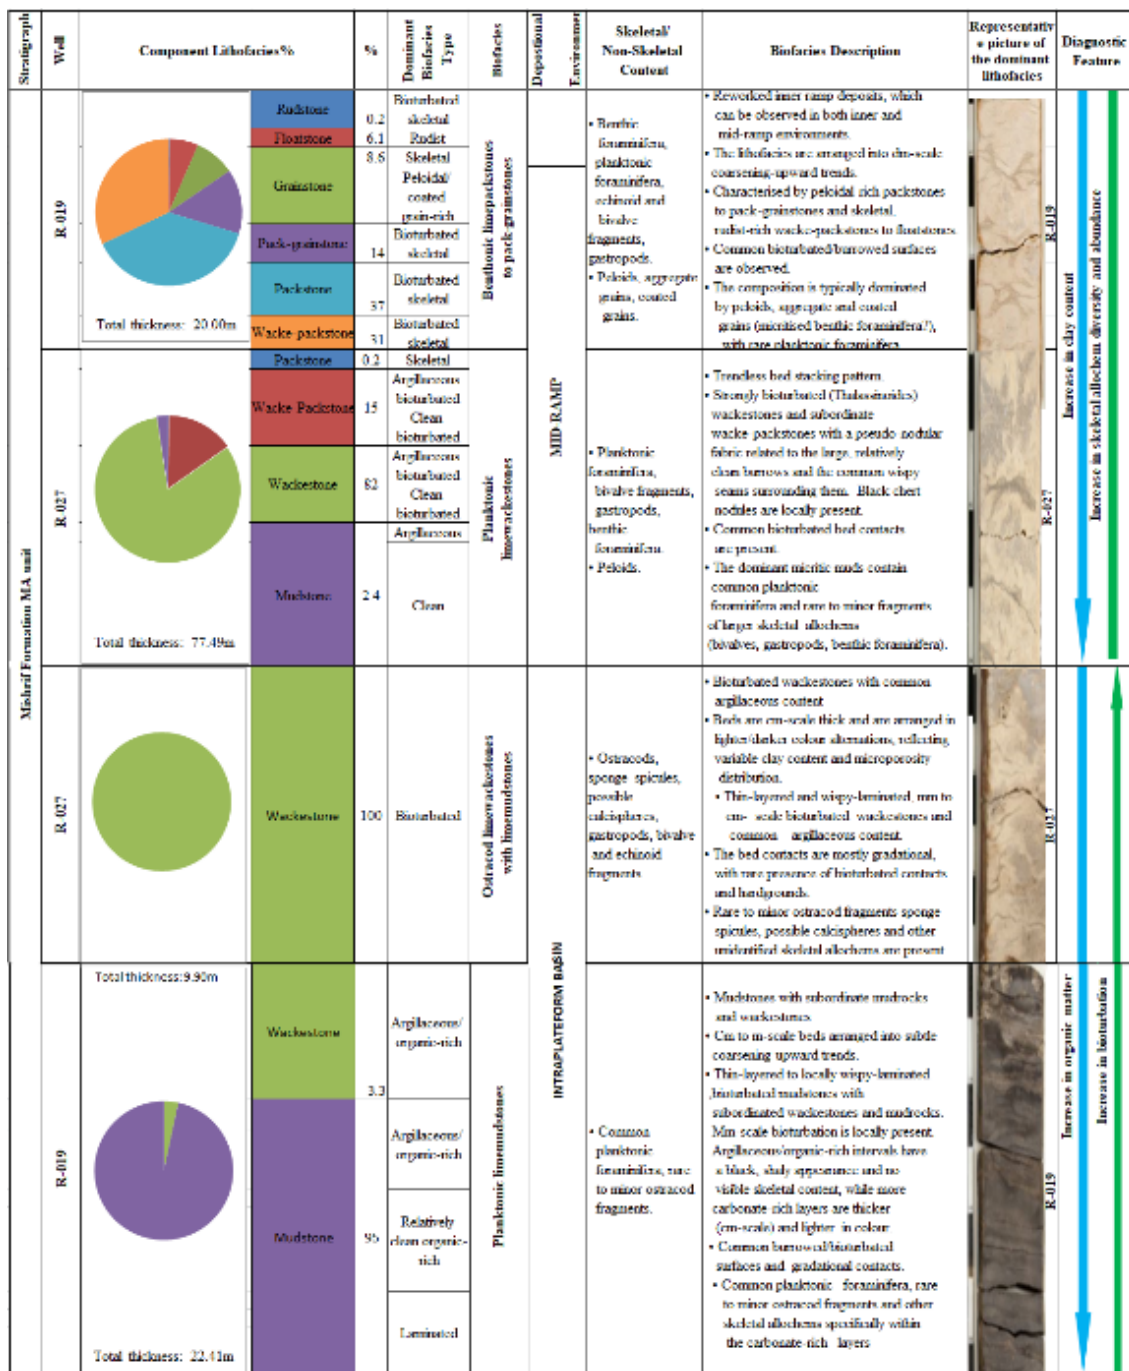 Stratigraph
Well
Component Lithofacies%
%
Dominant
Biofacies
Type
Biofacies
Depostional
Environmen
Skeletal/
Non-Skeletal
Content
Biofacies Description
Representativ
e picture of
the dominant
lithofacies
Diagnostic
Feature
Mishrif Formation MA unit
R-019
Total thickness: 20.00m
Rudstone
0.2
Bioturbated
skeletal
Floatstone
6.1
Rudist
Grainstone
8.6
Skeletal
Peloidal/
coated
grain-rich
Pack-grainstone
14
Bioturbated
skeletal
Packstone
37
Bioturbated
skeletal
Wacke-packstone
31
Bioturbated
skeletal
Benthonic limepackstones
to pack-grainstones
• Benthic
foraminifera,
planktonic
foraminifera,
echinoid and
bivalve
fragments,
gastropods.
• Peloids, aggregate
grains, coated
grains.
• Reworked inner ramp deposits, which
can be observed in both inner and
mid-ramp environments.
• The lithofacies are arranged into dm-scale
coarsening-upward trends.
• Characterised by peloidal rich packstones
to pack-grainstones and skeletal,
rudist-rich wacke-packstones to floatstones
• Common bioturbated/burrowed surfaces
are observed.
• The composition is typically dominated
by peloids, aggregate and coated
grains (micritised benthic foraminifera?),
with rare planktonic foraminifera
R-019
Increase in clay content
Increase in skeletal allochem diversity and abundance
MID-RAMP
R-027
Total thickness: 77.49m
Packstone
0.2
Skeletal
Wacke-Packstone
15
Argillaceous
bioturbated
Clean
bioturbated
Wackestone
82
Argillaceous
bioturbated
Clean
bioturbated
Mudstone
2.4
Argillaceous
Clean
Planktonic
limewackestones
• Planktonic
foraminifera,
bivalve fragments,
gastropods,
benthic
foraminifera.
• Peloids.
• Trendless bed stacking pattern.
• Strongly bioturbated (Thalassinoides)
wackestones and subordinate
wacke-packstones with a pseudo-nodular
fabric related to the large, relatively
clean burrows and the common wispy
seams surrounding them. Black chert
nodules are locally present.
• Common bioturbated bed contacts
are present.
• The dominant micritic muds contain
common planktonic
foraminifera and rare to minor fragments
of larger skeletal allochems
(bivalves, gastropods, benthic foraminifera).
R-027
R-027
Wackestone
100
Bioturbated
Ostracod limewackestones
with limemudstones
• Ostracods,
sponge spicules,
possible
calcispheres,
gastropods, bivalve
and echinoid
fragments
• Bioturbated wackestones with common
argillaceous content
• Beds are cm-scale thick and are arranged in
lighter/darker colour alternations, reflecting
variable clay content and microporosity
distribution.
• Thin-layered and wispy-laminated, mm to
cm- scale bioturbated wackestones and
common argillaceous content.
• The bed contacts are mostly gradational,
with rare presence of bioturbated contacts
and hardgrounds.
• Rare to minor ostracod fragments sponge
spicules, possible calcispheres and other
unidentified skeletal allochems are present
R-027
INTRAPLATEFORM BASIN
Increase in organic matter
Increase in bioturbation
R-019
Total thickness:9.90m
Wackestone
3.3
Argillaceous/
organic-rich
Mudstone
95
Argillaceous/
organic-rich
Relatively
clean organic-
rich
Laminated
Total thickness: 22.41m
Planktonic limemudstones
• Common
planktonic
foraminifera, rare
to minor ostracod
fragments.
• Mudstones with subordinate mudrocks
and wackestones
• Cm to m-scale beds arranged into subtle
coarsening upward trends.
• Thin-layered to locally wispy-laminated
,bioturbated mudstones with
subordinated wackestones and mudrocks.
Mm-scale bioturbation is locally present.
Argillaceous/organic-rich intervals have
a black, shaly appearance and no
visible skeletal content, while more
carbonate rich layers are thicker
(cm-scale) and lighter in colour
• Common burrowed/bioturbated
surfaces and gradational contacts.
• Common planktonic foraminifera, rare
to minor ostracod fragments and other
skeletal allochems specifically within
the carbonate-rich layers
R-019